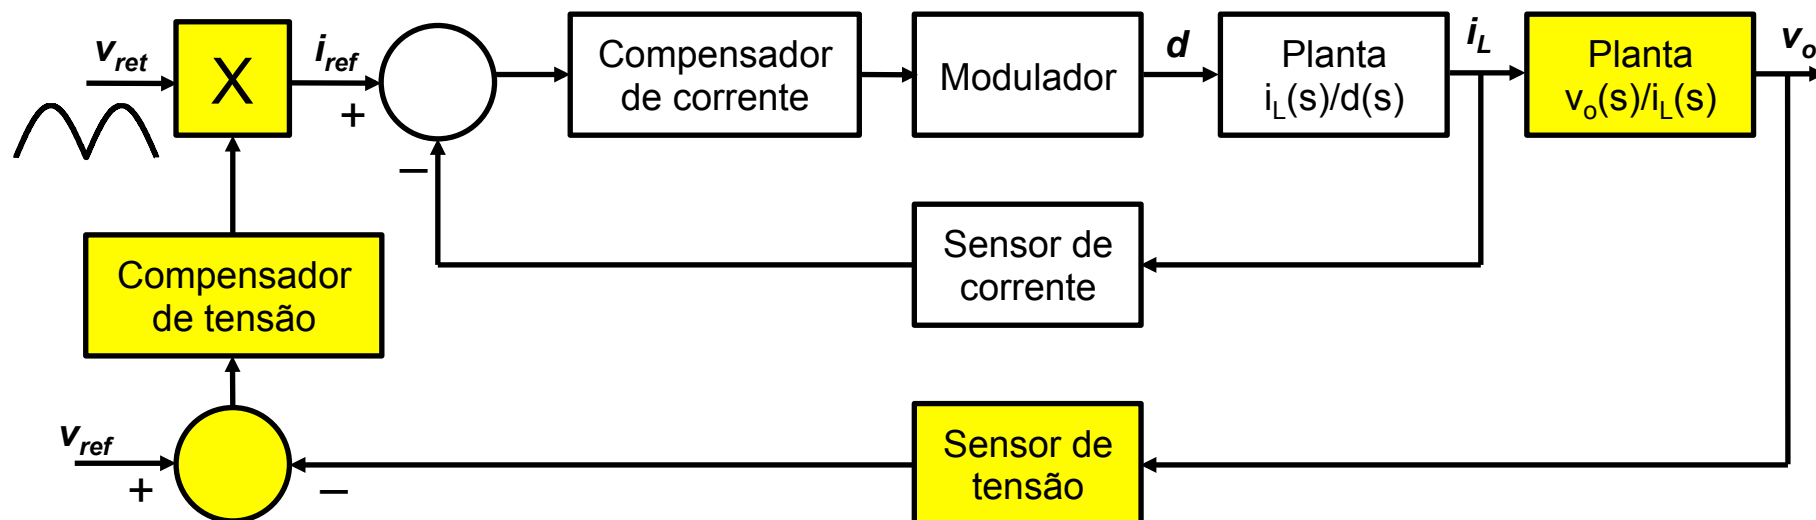 v_ret
X
i_ref
+
–
Compensador
de corrente
Modulador
d
Planta
i_L(s)/d(s)
i_L
Planta
v_o(s)/i_L(s)
v_o
Sensor de
corrente
Compensador
de tensão
v_ref
+
–
Sensor de
tensão